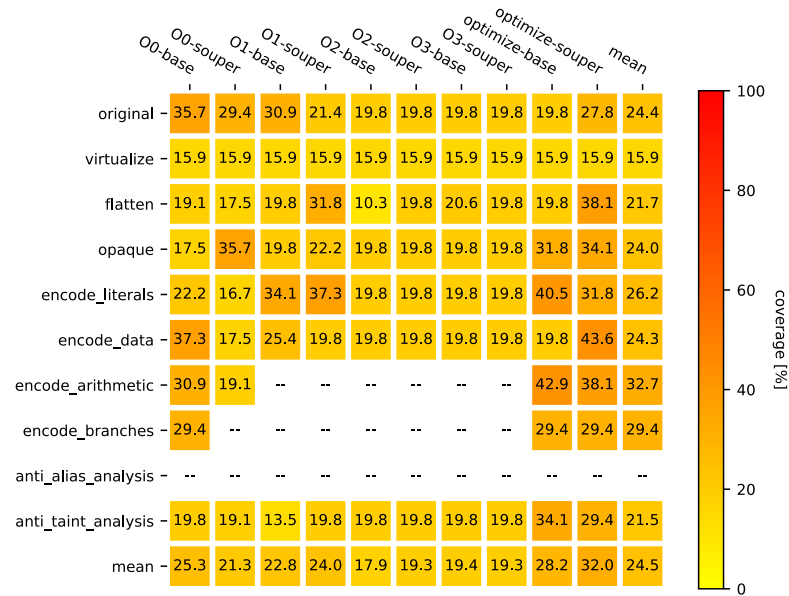 O0-base O0-souper O1-base O1-souper O2-base O2-souper O3-base O3-souper optimize-base optimize-souper mean
original 35.7 29.4 30.9 21.4 19.8 19.8 19.8 19.8 19.8 27.8 24.4
virtualize 15.9 15.9 15.9 15.9 15.9 15.9 15.9 15.9 15.9 15.9 15.9
flatten 19.1 17.5 19.8 31.8 10.3 19.8 20.6 19.8 19.8 38.1 21.7
opaque 17.5 35.7 19.8 22.2 19.8 19.8 19.8 19.8 31.8 34.1 24.0
encode_literals 22.2 16.7 34.1 37.3 19.8 19.8 19.8 19.8 40.5 31.8 26.2
encode_data 37.3 17.5 25.4 19.8 19.8 19.8 19.8 19.8 19.8 43.6 24.3
encode_arithmetic 30.9 19.1 -- -- -- -- -- -- 42.9 38.1 32.7
encode_branches 29.4 -- -- -- -- -- -- -- 29.4 29.4 29.4
anti_alias_analysis -- -- -- -- -- -- -- -- -- -- --
anti_taint_analysis 19.8 19.1 13.5 19.8 19.8 19.8 19.8 19.8 34.1 29.4 21.5
mean 25.3 21.3 22.8 24.0 17.9 19.3 19.4 19.3 28.2 32.0 24.5
100
80
60
40
20
0
coverage [%]